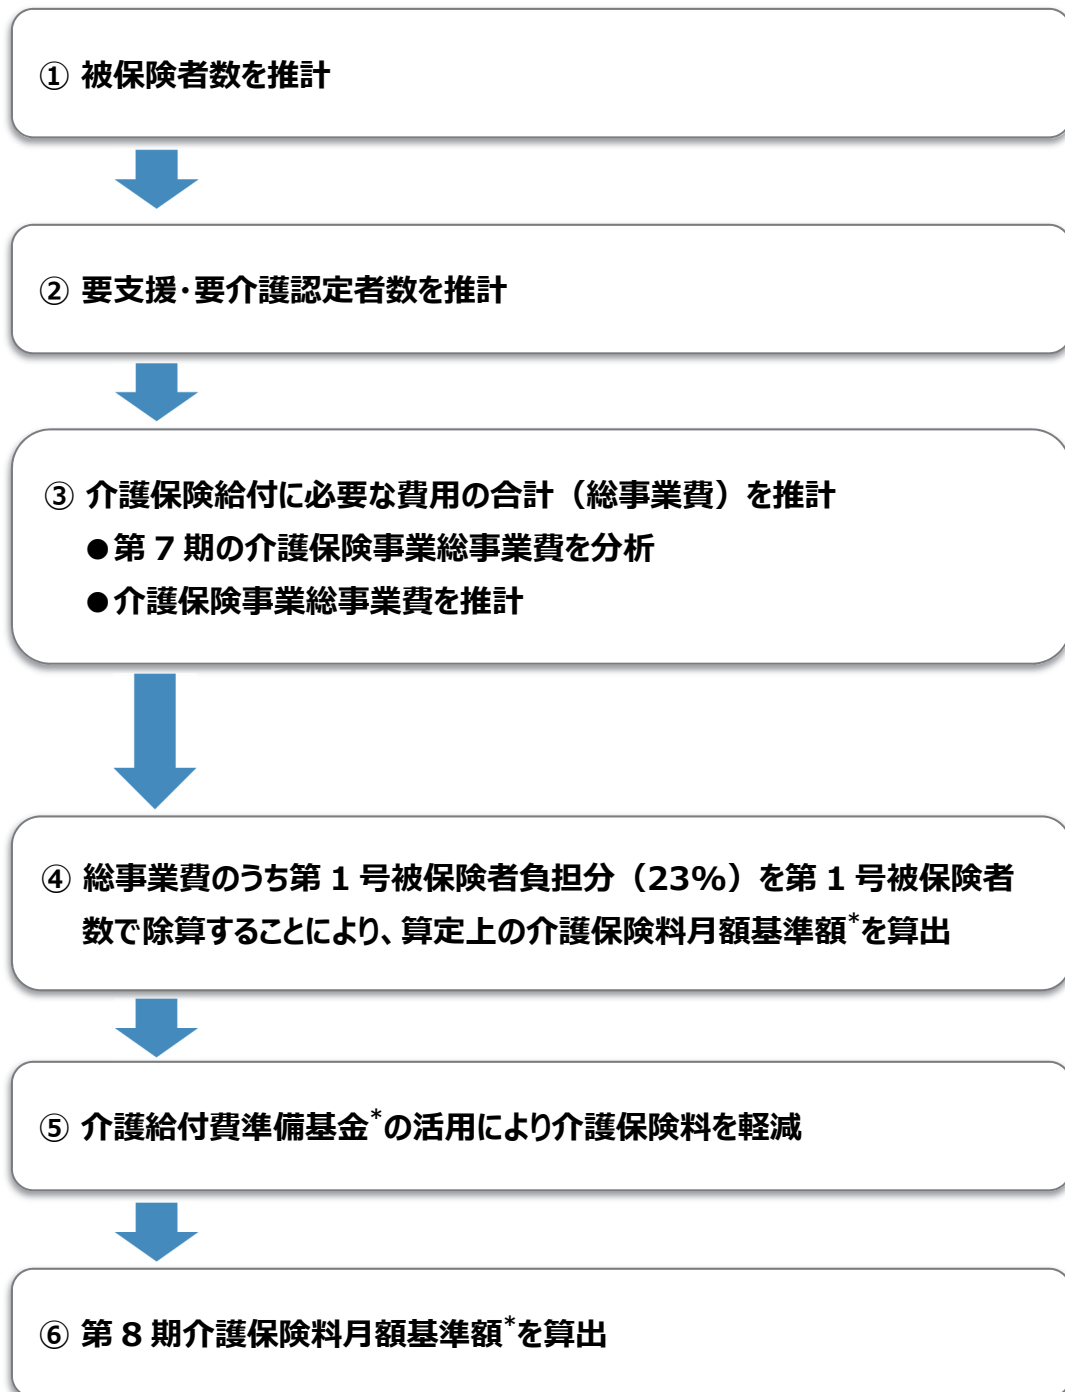 ① 被保険者数を推計
② 要支援・要介護認定者数を推計
③ 介護保険給付に必要な費用の合計（総事業費）を推計
●第 7 期の介護保険事業総事業費を分析
●介護保険事業総事業費を推計
④ 総事業費のうち第 1 号被保険者負担分（23%）を第 1 号被保険者
数で除算することにより、算定上の介護保険料月額基準額*を算出
⑤ 介護給付費準備基金*の活用により介護保険料を軽減
⑥ 第 8 期介護保険料月額基準額*を算出